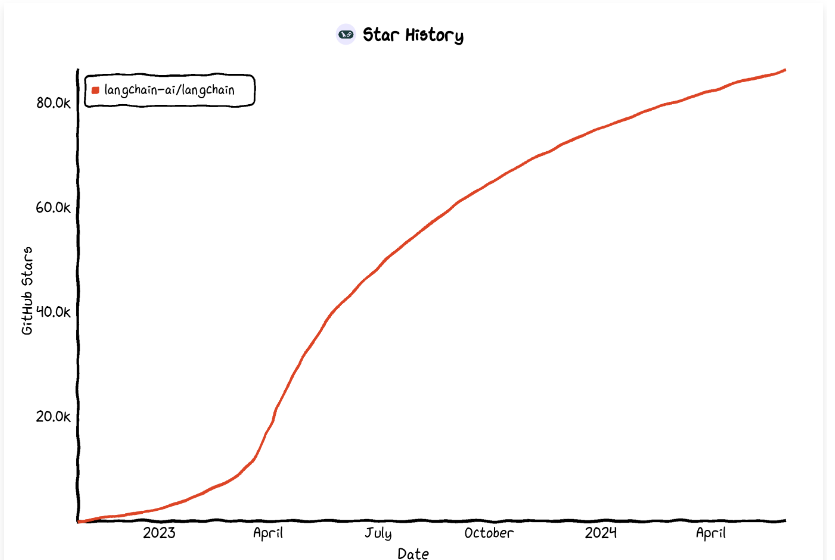 Star History
langchain-ai/langchain
80.0k
60.0k
40.0k
20.0k
GitHub Stars
2023 April July October 2024 April
Date